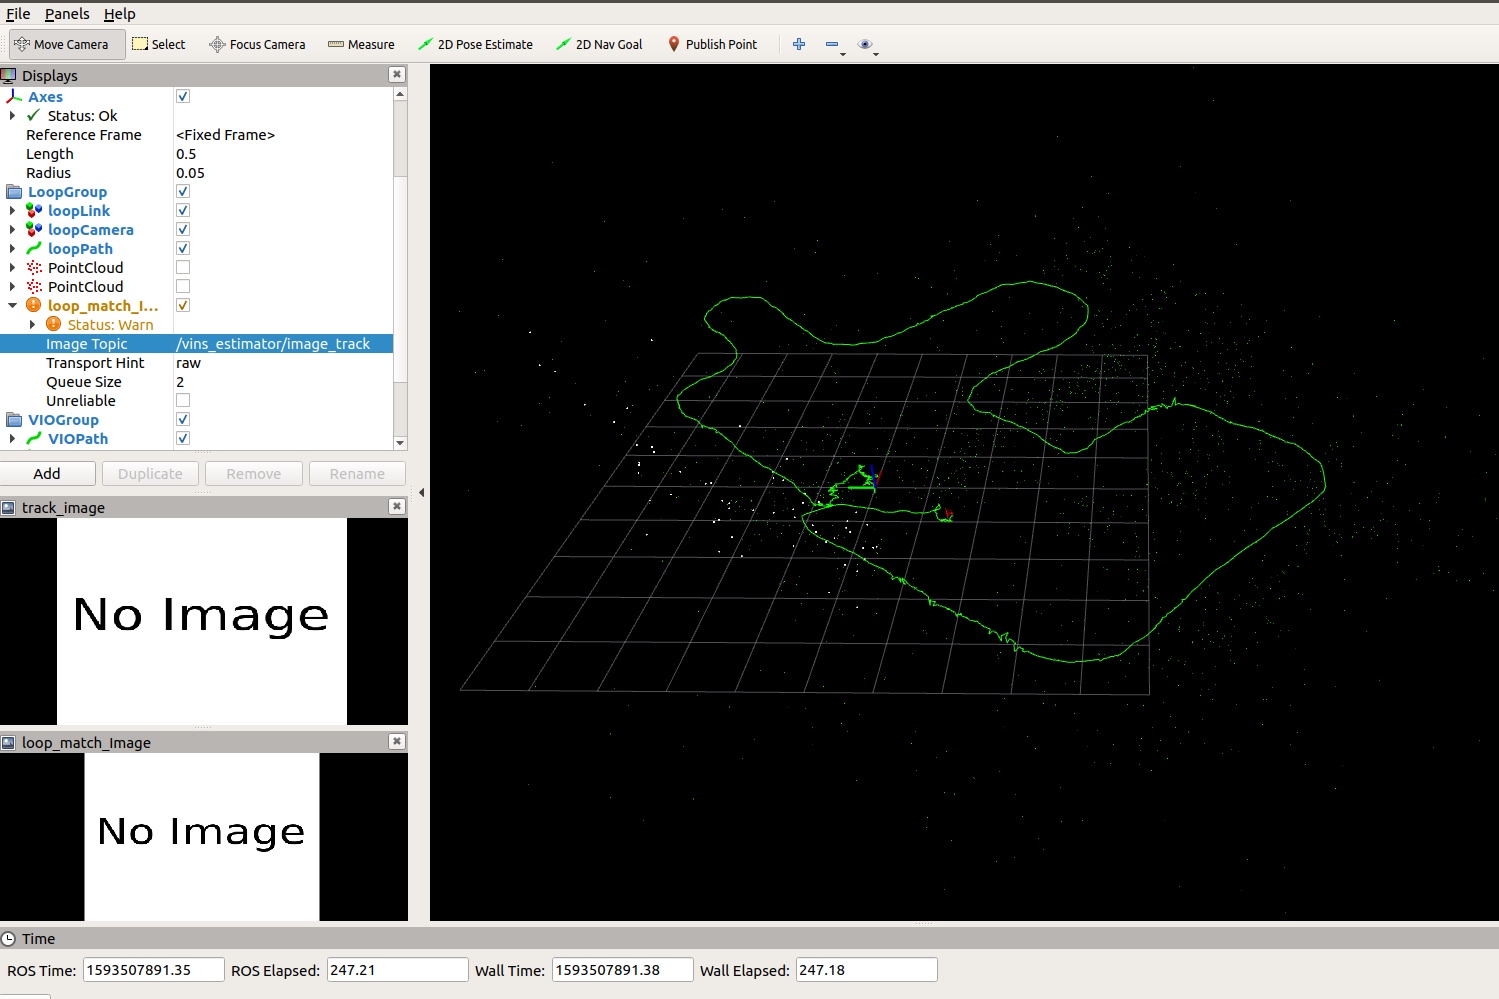 File Panels Help
Move Camera Select Focus Camera Measure 2D Pose Estimate 2D Nav Goal Publish Point
Displays
Axes
Status: Ok
Reference Frame <Fixed Frame>
Length 0.5
Radius 0.05
LoopGroup
loopLink
loopCamera
loopPath
PointCloud
PointCloud
loop_match_I...
Status: Warn
Image Topic /vins_estimator/image_track
Transport Hint raw
Queue Size 2
Unreliable
VIOGroup
VIOPath
Add Duplicate Remove Rename
track_image
No Image
loop_match_Image
No Image
Time
ROS Time: 1593507891.35 ROS Elapsed: 247.21 Wall Time: 1593507891.38 Wall Elapsed: 247.18